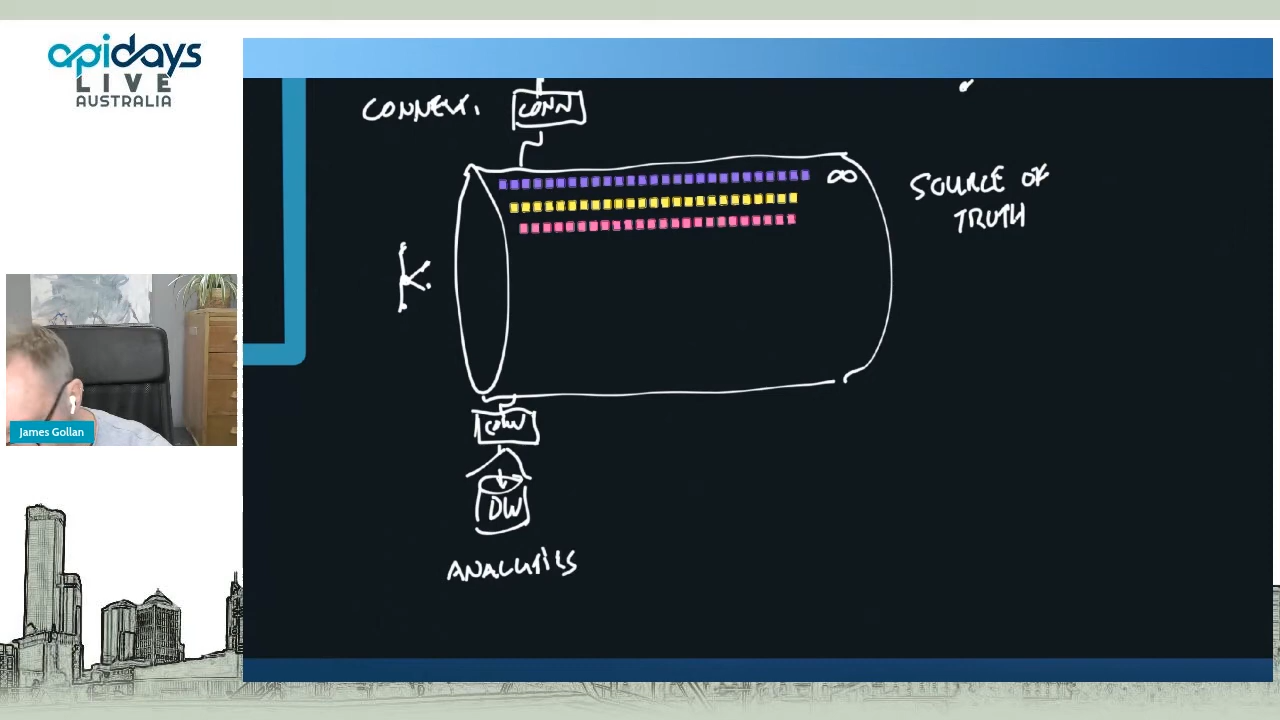 apidays
LIVE
AUSTRALIA
CONNECT.
CONN
∞
SOURCE OF
TRUTH
K
James Gollan
CONN
DW
ANALYTICS